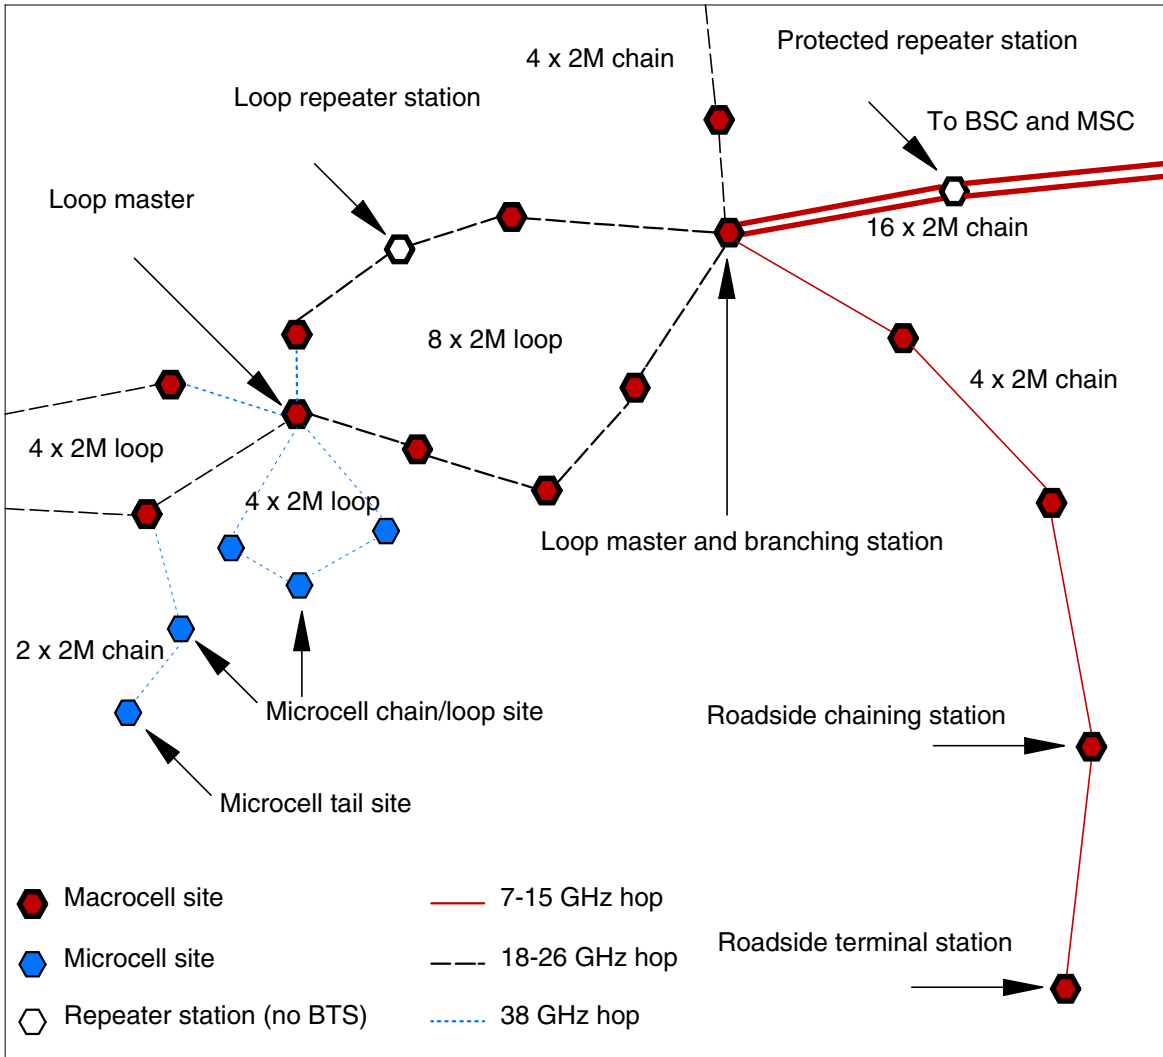 4 x 2M chain
Protected repeater station
Loop repeater station
To BSC and MSC
Loop master
16 x 2M chain
8 x 2M loop
4 x 2M chain
4 x 2M loop
4 x 2M loop
Loop master and branching station
2 x 2M chain
Microcell chain/loop site
Roadside chaining station
Microcell tail site
Macrocell site
7-15 GHz hop
Roadside terminal station
Microcell site
18-26 GHz hop
Repeater station (no BTS)
38 GHz hop